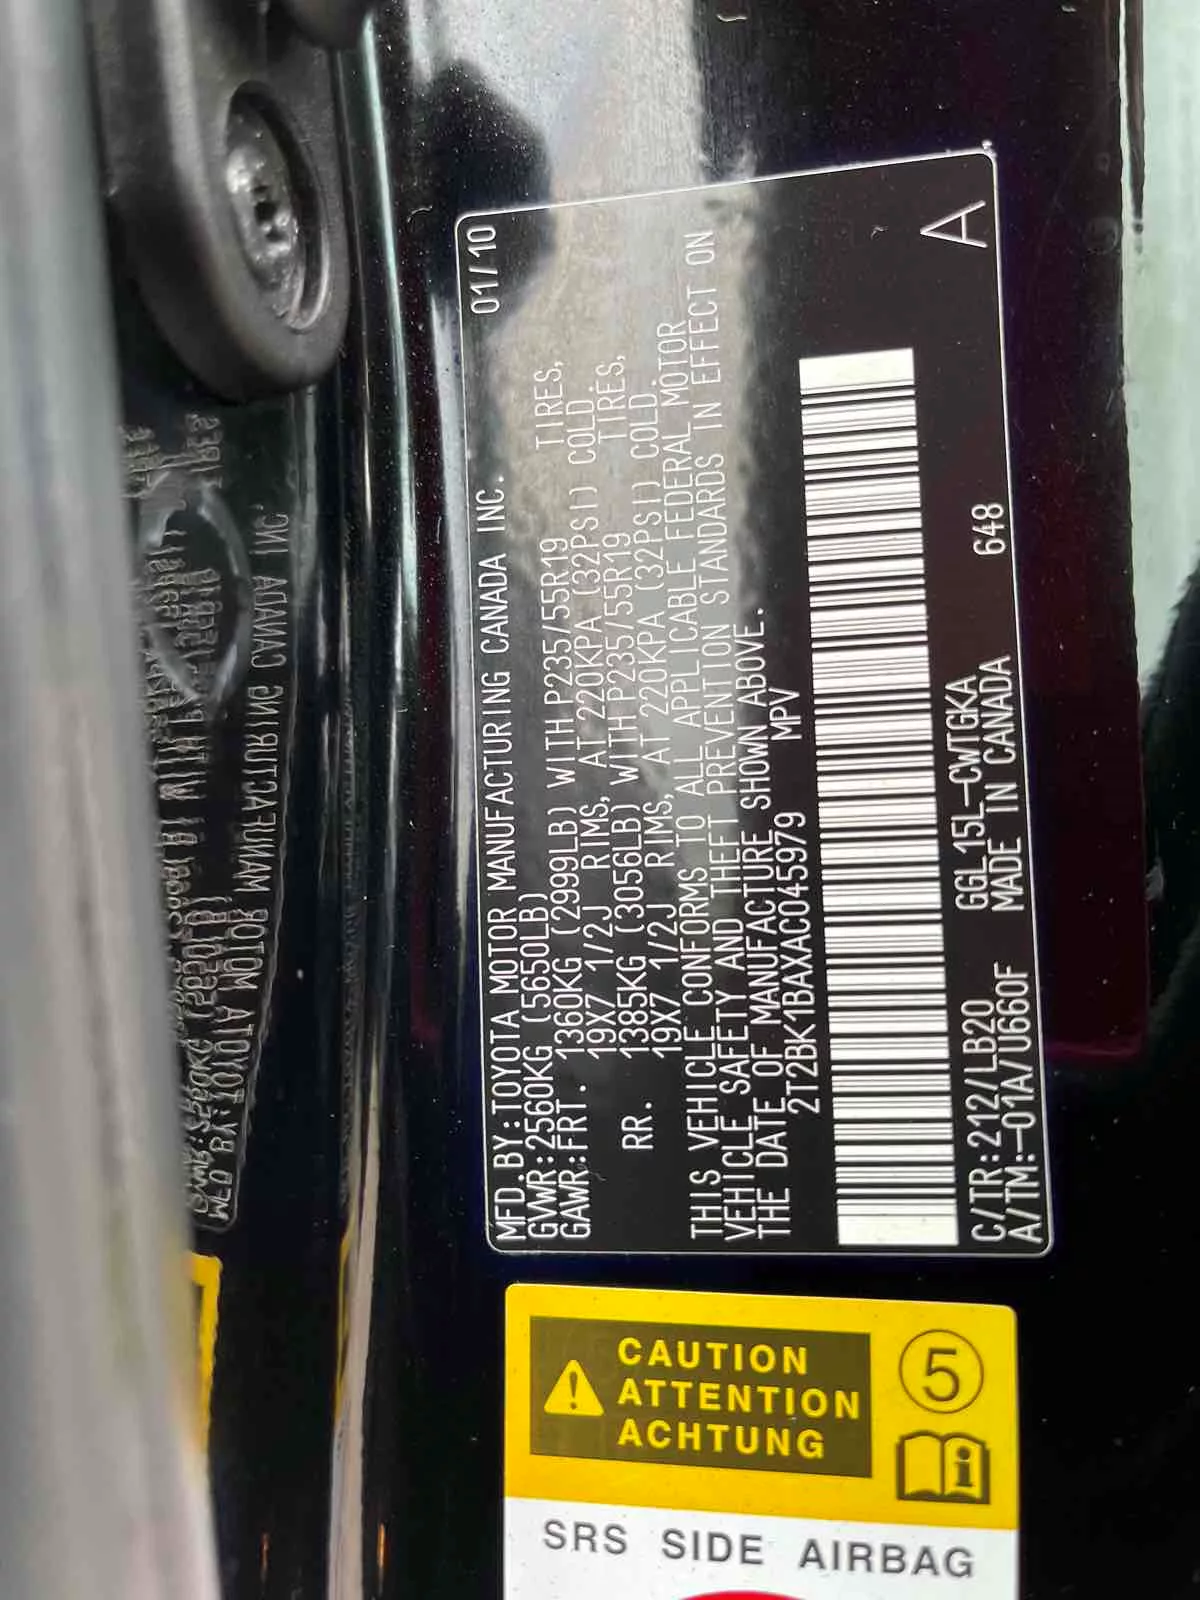 MFD.BY:TOYOTA MOTOR MANUFACTURING CANADA INC. 01/10
GVWR:2560KG (5650LB)
GAWR:FRT. 1360KG (2999LB) WITH P235/55R19 TIRES,
19X7 1/2J RIMS, AT 220KPA (32PSI) COLD.
RR. 1385KG (3056LB) WITH P235/55R19 TIRES,
19X7 1/2J RIMS, AT 220KPA (32PSI) COLD.
THIS VEHICLE CONFORMS TO ALL APPLICABLE FEDERAL MOTOR
VEHICLE SAFETY AND THEFT PREVENTION STANDARDS IN EFFECT ON
THE DATE OF MANUFACTURE SHOWN ABOVE.
2T2BK1BAXAC045979 MPV
C/TR:212/LB20 GGL15L-CWTGKA 648
A/TM:-01A/U660F MADE IN CANADA
A
CAUTION
ATTENTION
ACHTUNG
5
SRS SIDE AIRBAG